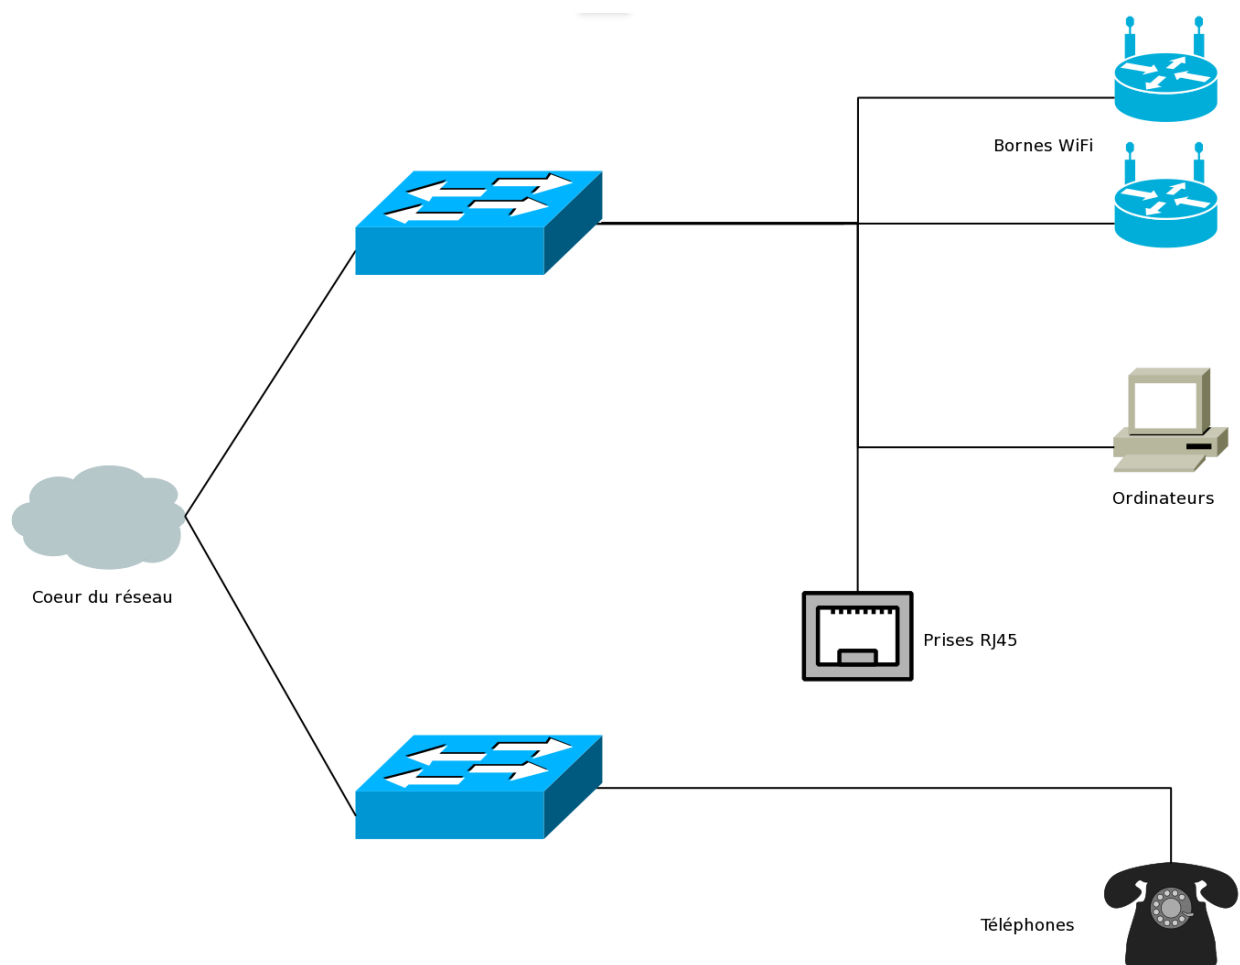 Bornes WiFi
Ordinateurs
Coeur du réseau
Prises RJ45
Téléphones